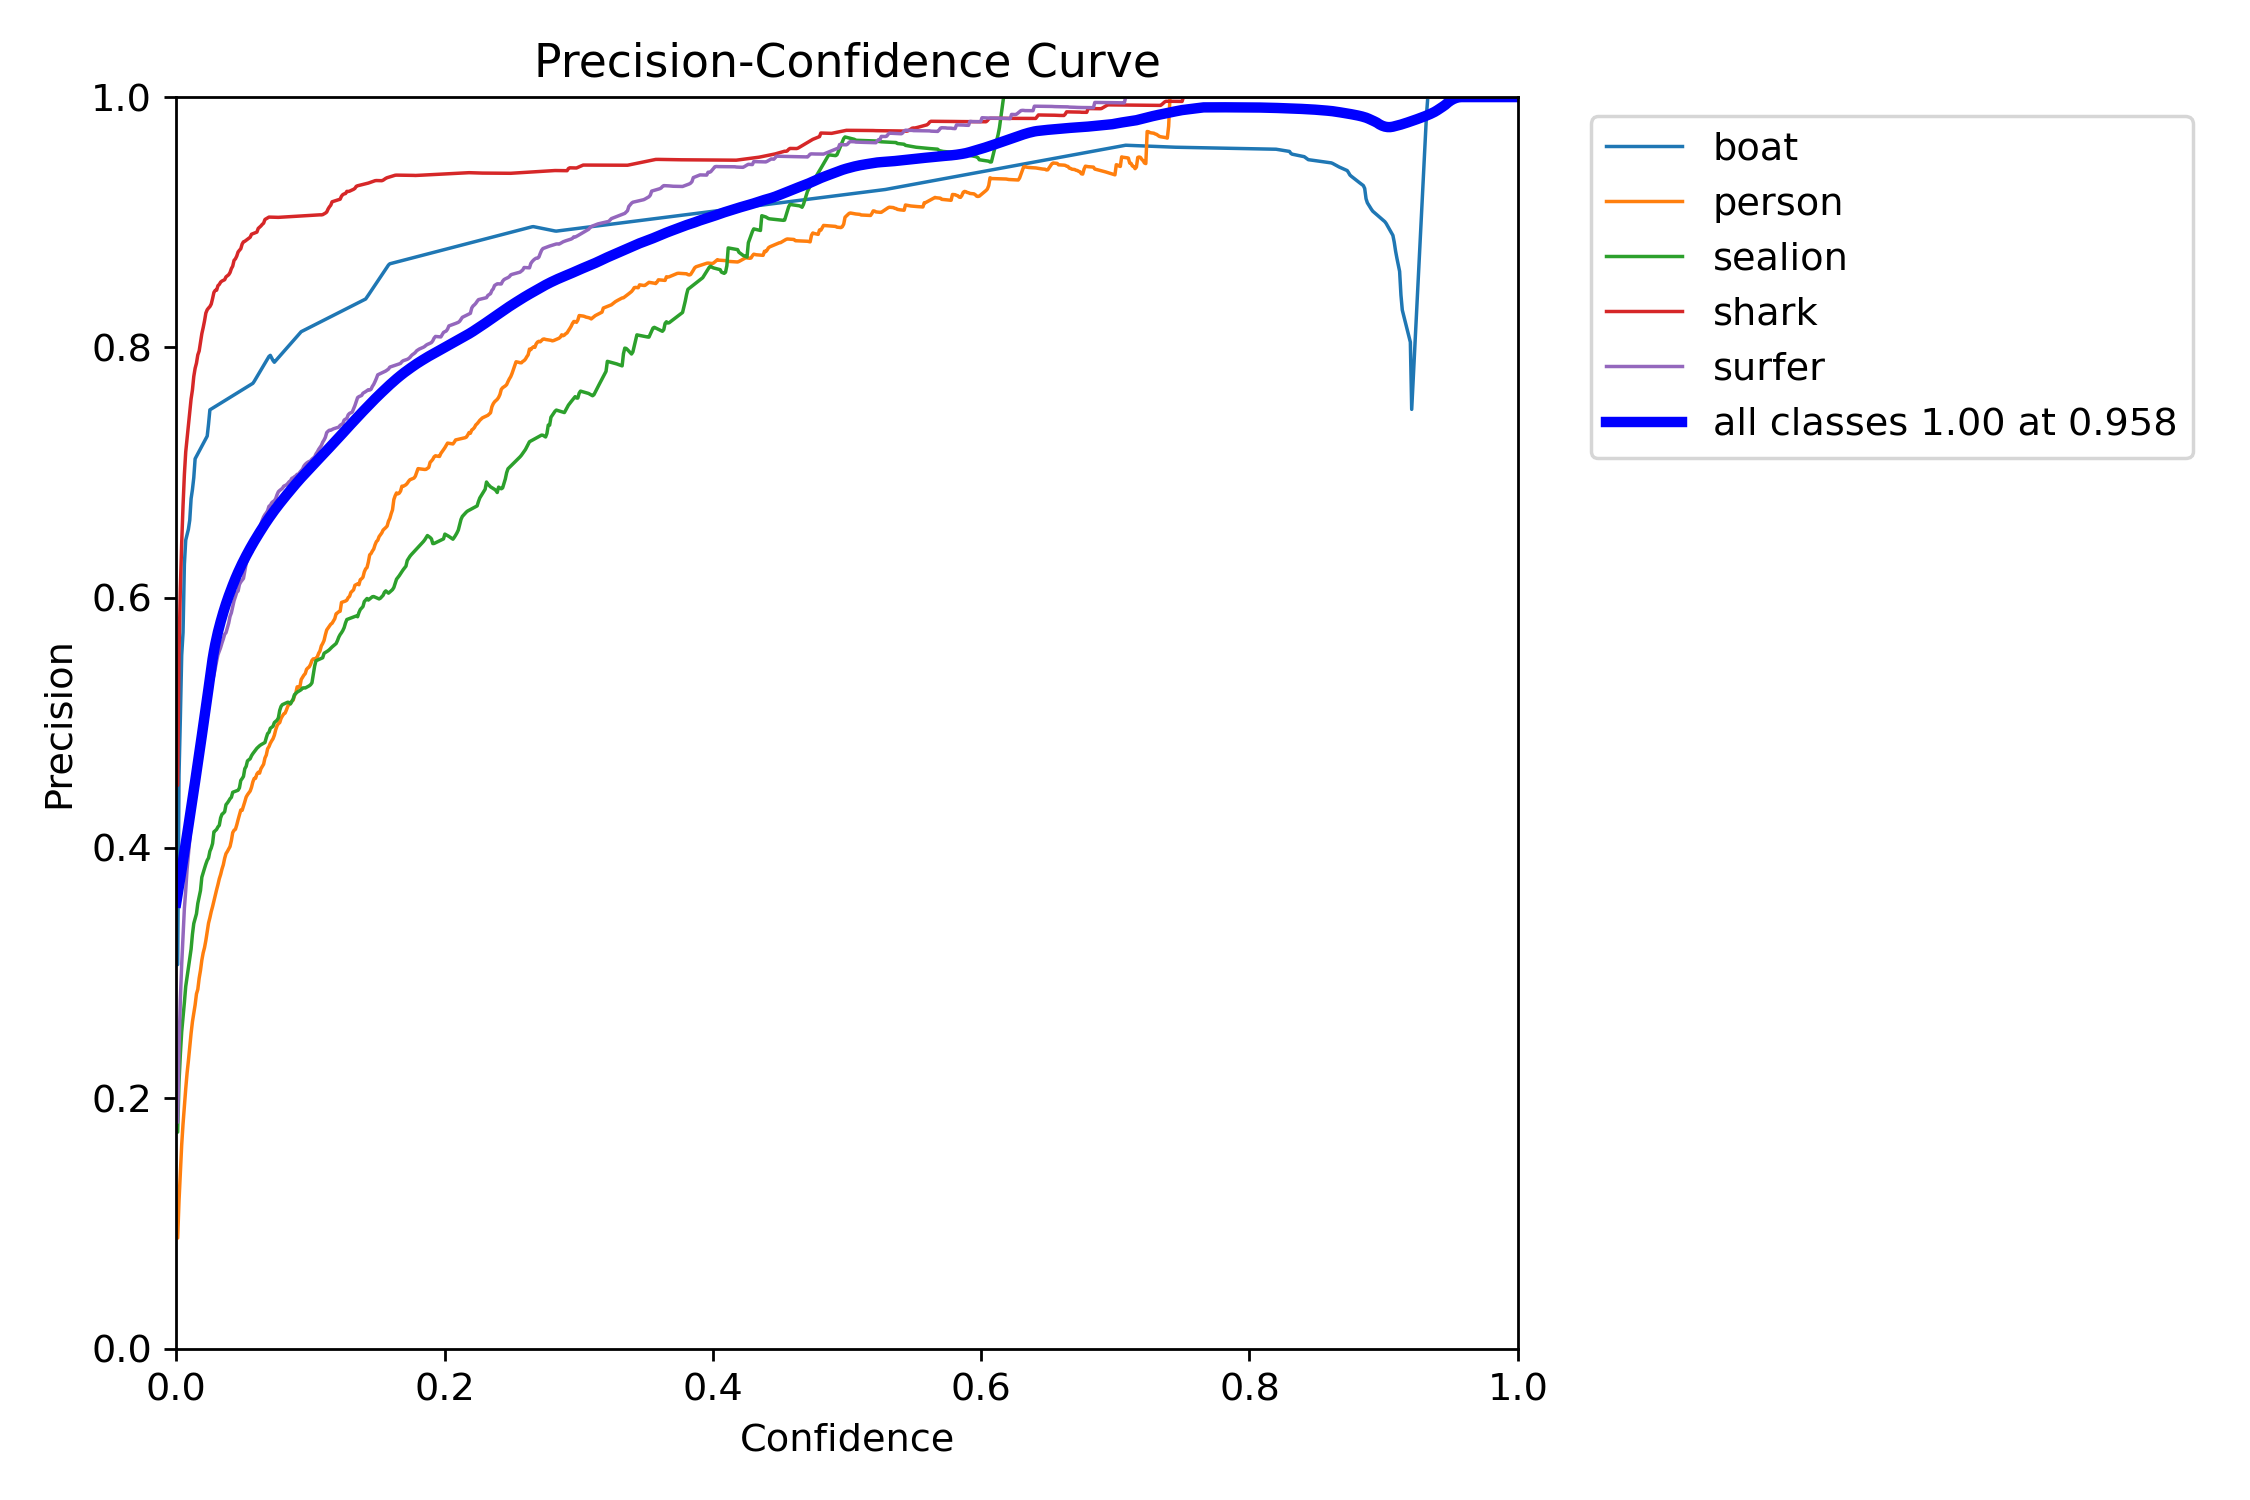 Precision-Confidence Curve
1.0
0.8
0.6
0.4
0.2
0.0
Precision
0.0 0.2 0.4 0.6 0.8 1.0
Confidence
boat
person
sealion
shark
surfer
all classes 1.00 at 0.958